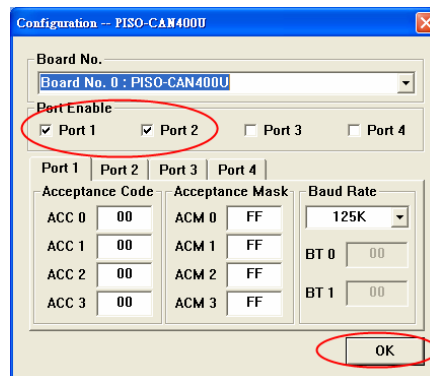 Configuration -- PISO-CAN400U
Board No.
Board No. 0 : PISO-CAN400U
Port Enable
Port 1 Port 2 Port 3 Port 4
Port 1 Port 2 Port 3 Port 4
Acceptance Code Acceptance Mask Baud Rate
ACC 0 00 ACM 0 FF 125K
ACC 1 00 ACM 1 FF BT 0 00
ACC 2 00 ACM 2 FF
ACC 3 00 ACM 3 FF BT 1 00
OK